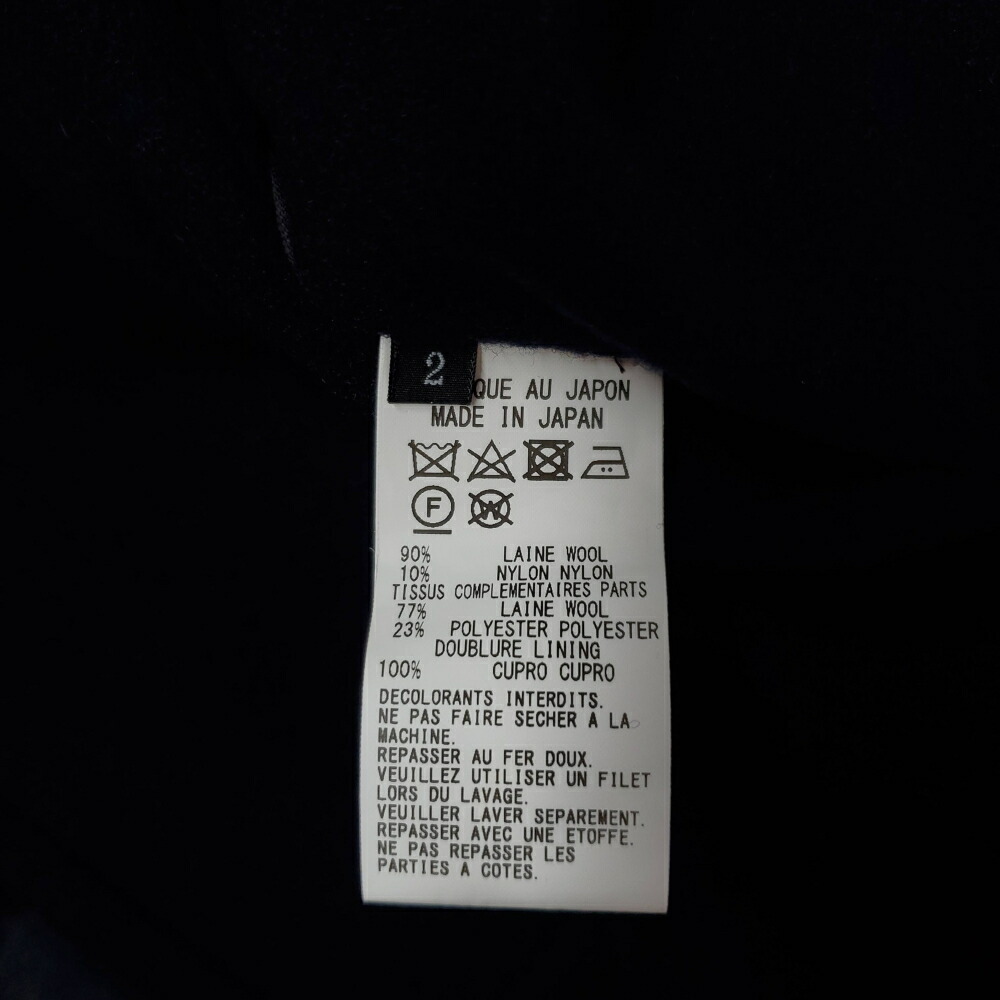 2
QUE AU JAPON
MADE IN JAPAN
F
W
90% LAINE WOOL
10% NYLON NYLON
TISSUS COMPLEMENTAIRES PARTS
77% LAINE WOOL
23% POLYESTER POLYESTER
DOUBLURE LINING
100% CUPRO CUPRO
DECOLORANTS INTERDITS.
NE PAS FAIRE SECHER A LA
MACHINE.
REPASSER AU FER DOUX.
VEUILLEZ UTILISER UN FILET
LORS DU LAVAGE.
VEUILLER LAVER SEPAREMENT.
REPASSER AVEC UNE ETOFFE.
NE PAS REPASSER LES
PARTIES A COTES.